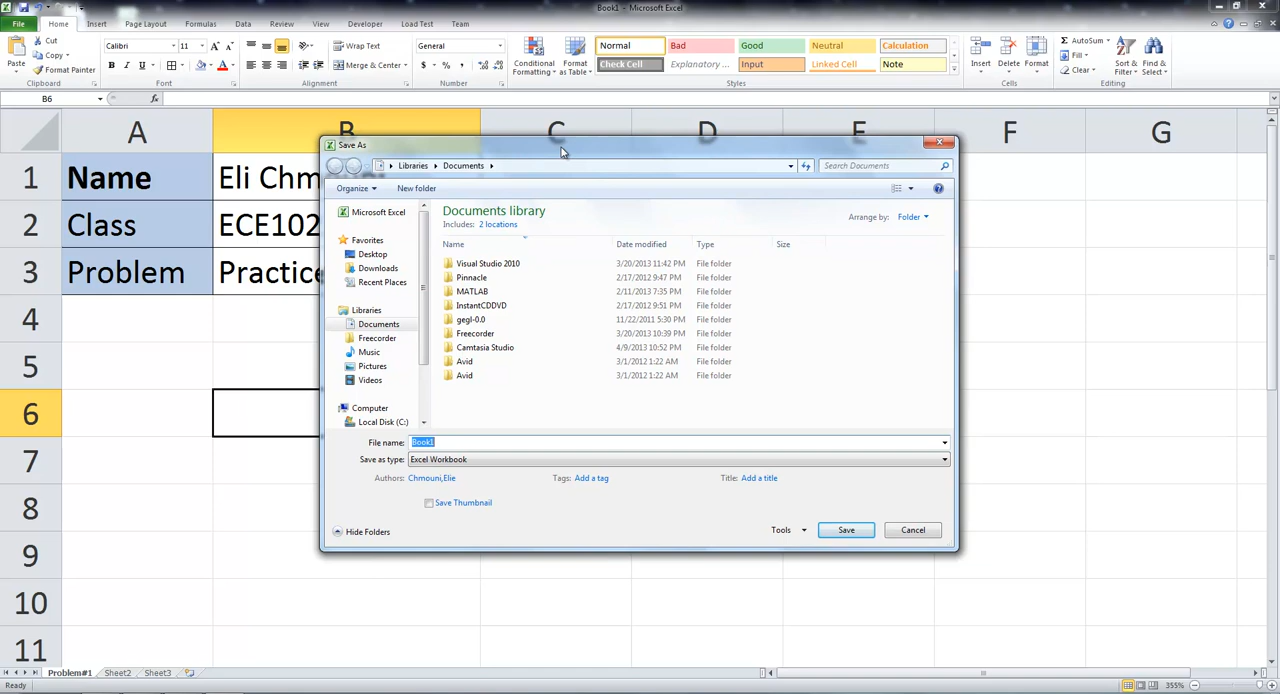 Book1 - Microsoft Excel
File Home Insert Page Layout Formulas Data Review View Developer Load Test Team
Paste Cut Copy Format Painter Clipboard
Calibri 11 B I U Font
Wrap Text Merge & Center Alignment
General $ % , Number
Conditional Formatting Format as Table
Normal Bad Good Neutral Calculation
Check Cell Explanatory ... Input Linked Cell Note
Styles
Insert Delete Format Cells
AutoSum Fill Clear Sort & Filter Find & Select Editing
B6 fx
A B C D E F G
1 Name Eli Chm
2 Class ECE102
3 Problem Practice
4
5
6
7
8
9
10
11
Save As
Libraries Documents Search Documents
Organize New folder
Microsoft Excel
Favorites
Desktop
Downloads
Recent Places
Libraries
Documents
Freecorder
Music
Pictures
Videos
Computer
Local Disk (C:)
Documents library
Includes: 2 locations
Arrange by: Folder
Name Date modified Type Size
Visual Studio 2010 3/20/2013 11:42 PM File folder
Pinnacle 2/17/2012 9:47 PM File folder
MATLAB 2/11/2013 7:35 PM File folder
InstantCDDVD 2/17/2012 9:51 PM File folder
gegl-0.0 11/22/2011 5:30 PM File folder
Freecorder 3/20/2013 10:39 PM File folder
Camtasia Studio 4/9/2013 10:52 PM File folder
Avid 3/1/2012 1:22 AM File folder
Avid 3/1/2012 1:22 AM File folder
File name: Book1
Save as type: Excel Workbook
Authors: Chmouni,Elie Tags: Add a tag Title: Add a title
Save Thumbnail
Hide Folders Tools Save Cancel
Problem#1 Sheet2 Sheet3
Ready 355%